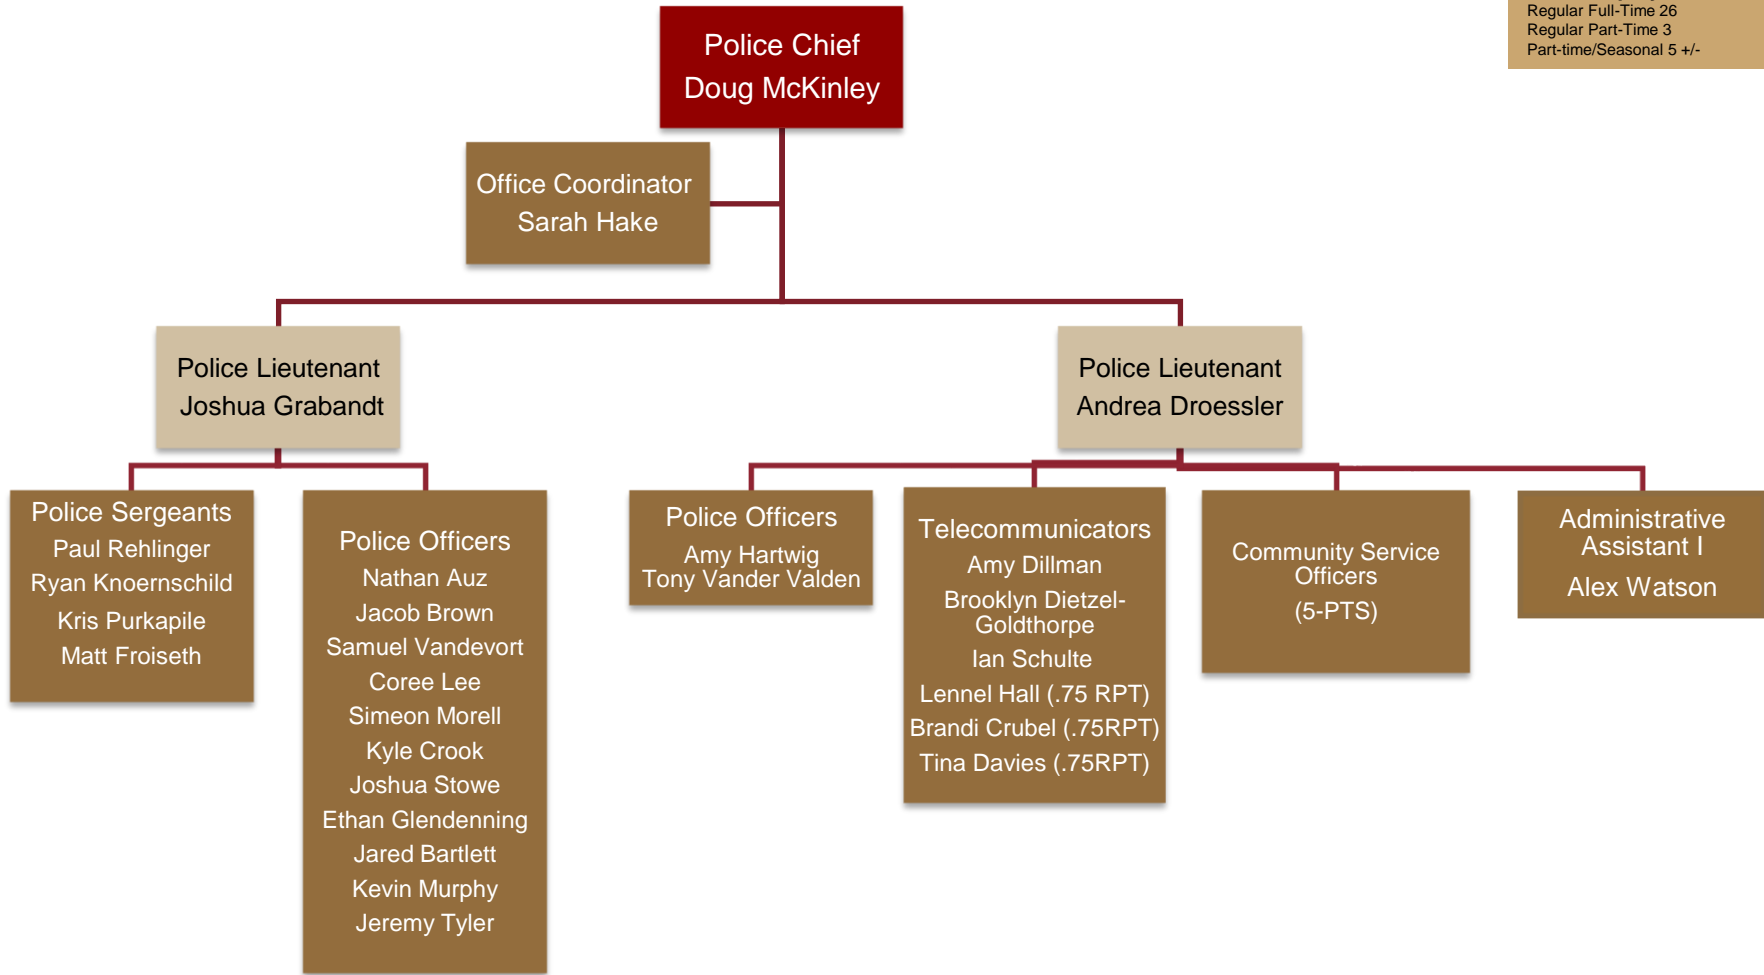 Regular Full-Time 26
Regular Part-Time 3
Part-time/Seasonal 5 +/-
Police Chief
Doug McKinley
Office Coordinator
Sarah Hake
Police Lieutenant
Joshua Grabandt
Police Lieutenant
Andrea Droessler
Police Sergeants
Paul Rehlinger
Ryan Knoernschild
Kris Purkapile
Matt Froiseth
Police Officers
Nathan Auz
Jacob Brown
Samuel Vandevort
Coree Lee
Simeon Morell
Kyle Crook
Joshua Stowe
Ethan Glendenning
Jared Bartlett
Kevin Murphy
Jeremy Tyler
Police Officers
Amy Hartwig
Tony Vander Valden
Telecommunicators
Amy Dillman
Brooklyn Dietzel-
Goldthorpe
Ian Schulte
Lennel Hall (.75 RPT)
Brandi Crubel (.75RPT)
Tina Davies (.75RPT)
Community Service
Officers
(5-PTS)
Administrative
Assistant I
Alex Watson